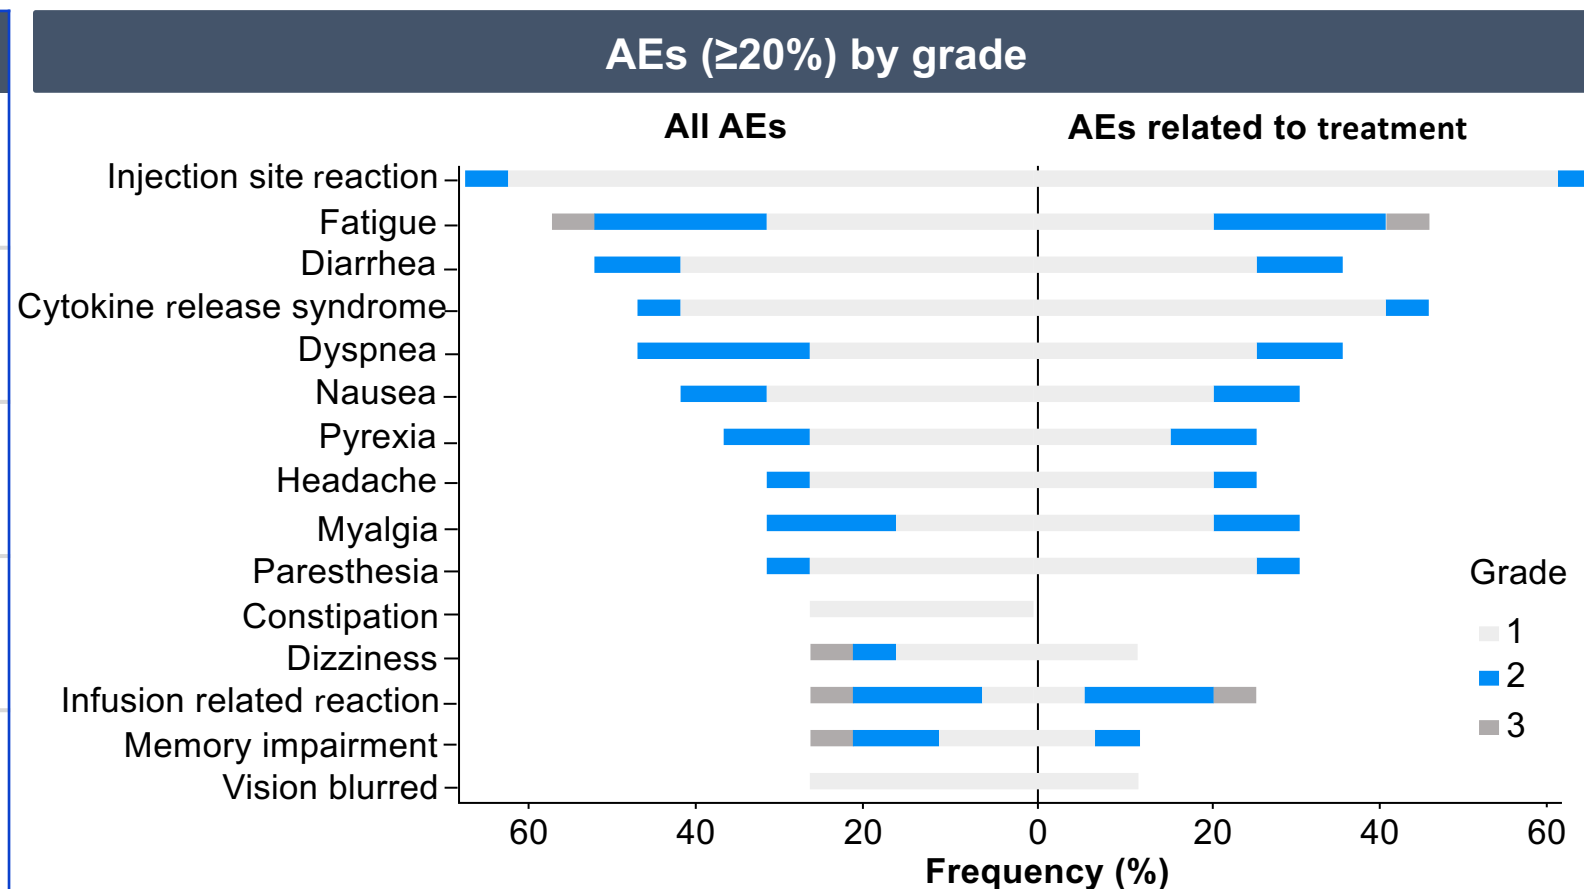 AEs (≥20%) by grade
All AEs
AEs related to treatment
Injection site reaction
Fatigue
Diarrhea
Cytokine release syndrome
Dyspnea
Nausea
Pyrexia
Headache
Myalgia
Paresthesia
Constipation
Dizziness
Infusion related reaction
Memory impairment
Vision blurred
Grade
1
2
3
60 40 20 0 20 40 60
Frequency (%)